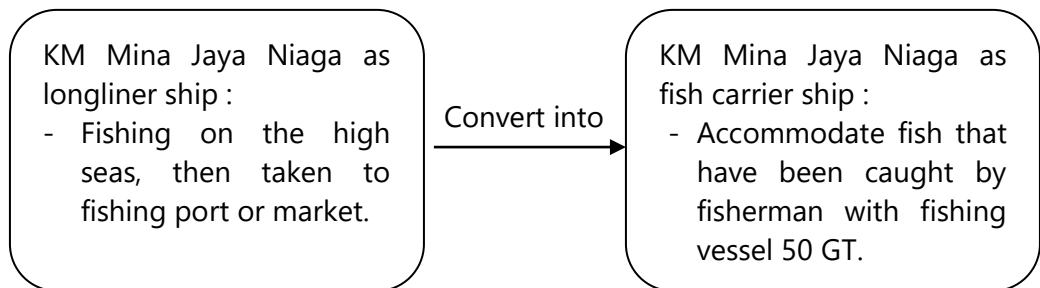 KM Mina Jaya Niaga as
longliner ship :
- Fishing on the high
seas, then taken to
fishing port or market.
Convert into
KM Mina Jaya Niaga as
fish carrier ship :
- Accommodate fish that
have been caught by
fisherman with fishing
vessel 50 GT.